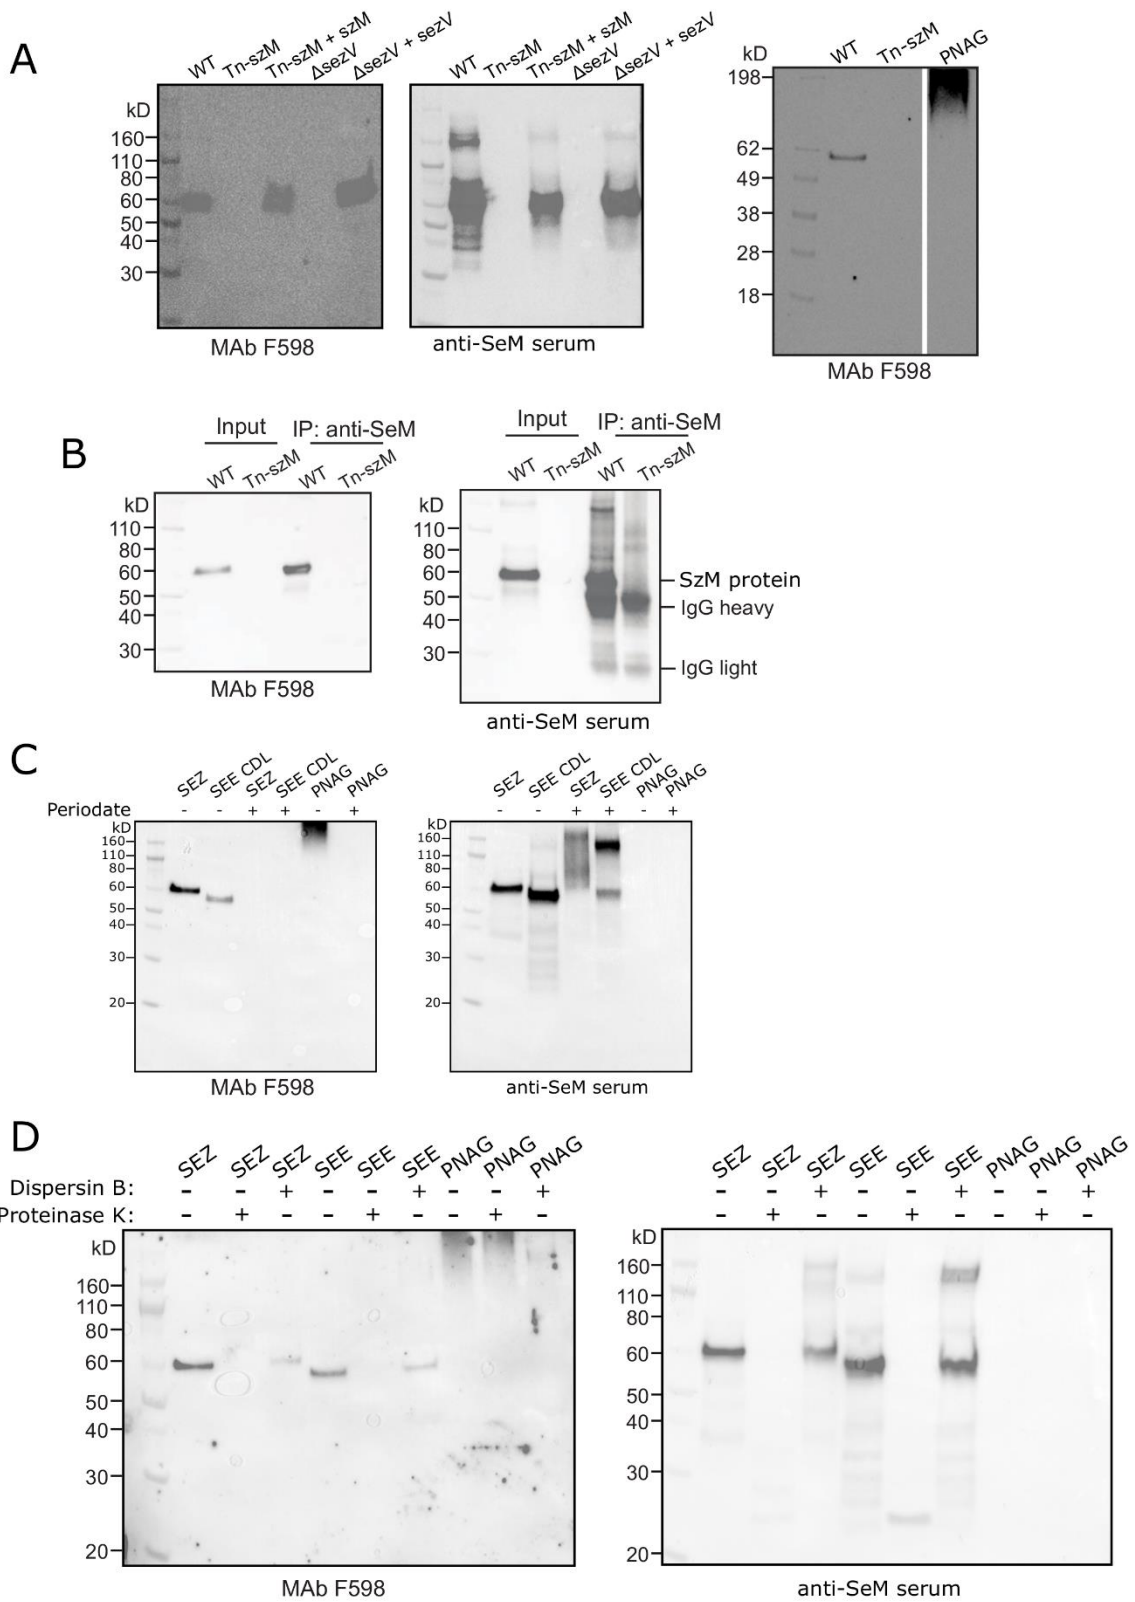 A
WT Tn-szM Tn-szM + szM ΔsezV ΔsezV + sezV
WT Tn-szM Tn-szM + szM ΔsezV ΔsezV + sezV
WT Tn-szM PNAG
kD
160
110
80
60
50
40
30
kD
198
62
49
38
28
18
MAb F598
anti-SeM serum
MAb F598
B
Input IP: anti-SeM
WT Tn-szM WT Tn-szM
Input IP: anti-SeM
WT Tn-szM WT Tn-szM
kD
110
80
60
50
40
30
kD
110
80
60
50
40
30
SzM protein
IgG heavy
IgG light
MAb F598
anti-SeM serum
C
SEZ SEE CDL SEZ SEE CDL PNAG PNAG
SEZ SEE CDL SEZ SEE CDL PNAG PNAG
Periodate - - + + - +
- - + + - +
kD
160
110
80
60
50
40
30
20
kD
160
110
80
60
50
40
30
20
MAb F598
anti-SeM serum
D
SEZ SEZ SEZ SEE SEE SEE PNAG PNAG PNAG
SEZ SEZ SEZ SEE SEE SEE PNAG PNAG PNAG
Dispersin B: - - + - - + - - +
- - + - - + - - +
Proteinase K: - + - - + - - + -
- + - - + - - + -
kD
160
110
80
60
50
40
30
20
kD
160
110
80
60
50
40
30
20
MAb F598
anti-SeM serum